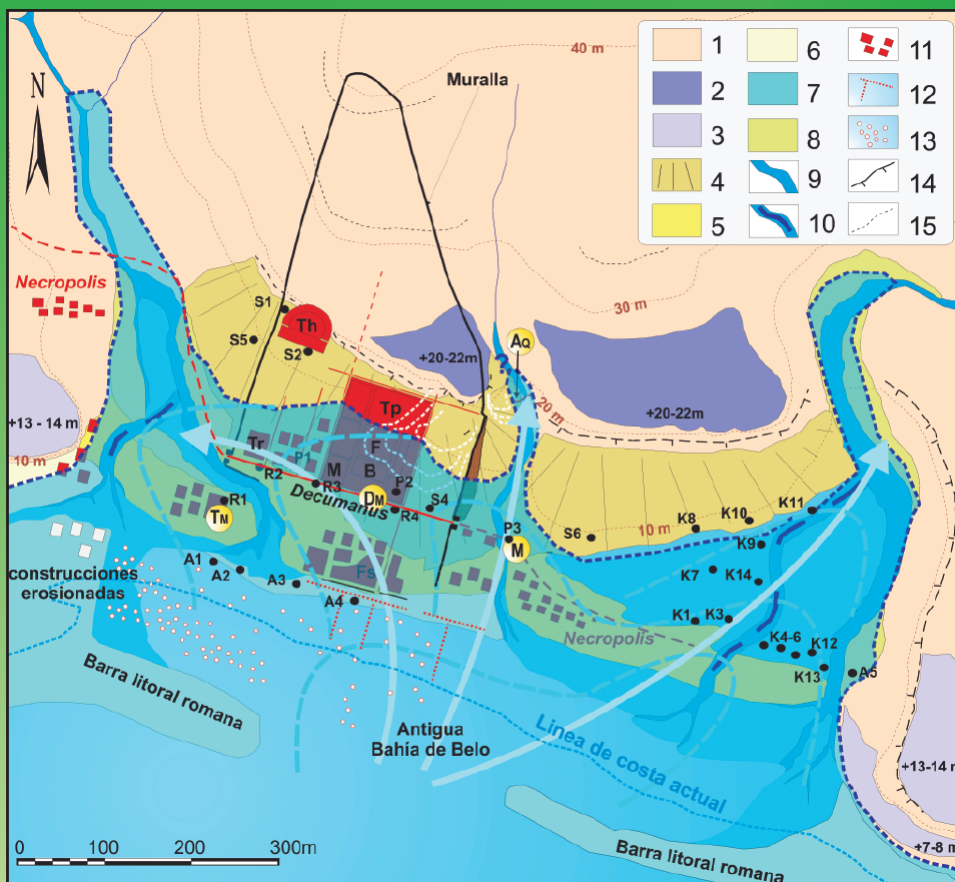 40 m
Muralla
N
1
2
3
4
5
6
7
8
9
10
11
12
13
14
15
Necropolis
30 m
S1
Th
S5
S2
+20-22m
AQ
20 m
+20-22m
+13 - 14 m
10 m
Tp
Tr
P1
F
M
B
R2
R3
DM
P2
Decumanus
R4
S4
R1
TM
P3
M
S6
10 m
K8
K10
K11
K9
K7
K14
A1
A2
A3
A4
Fs
K1
K3
Necropolis
K4-6
K12
K13
A5
construcciones
erosionadas
Barra litoral romana
Antigua
Bahía de Belo
Linea de costa actual
+13-14 m
+7-8 m
Barra litoral romana
0
100
200
300m